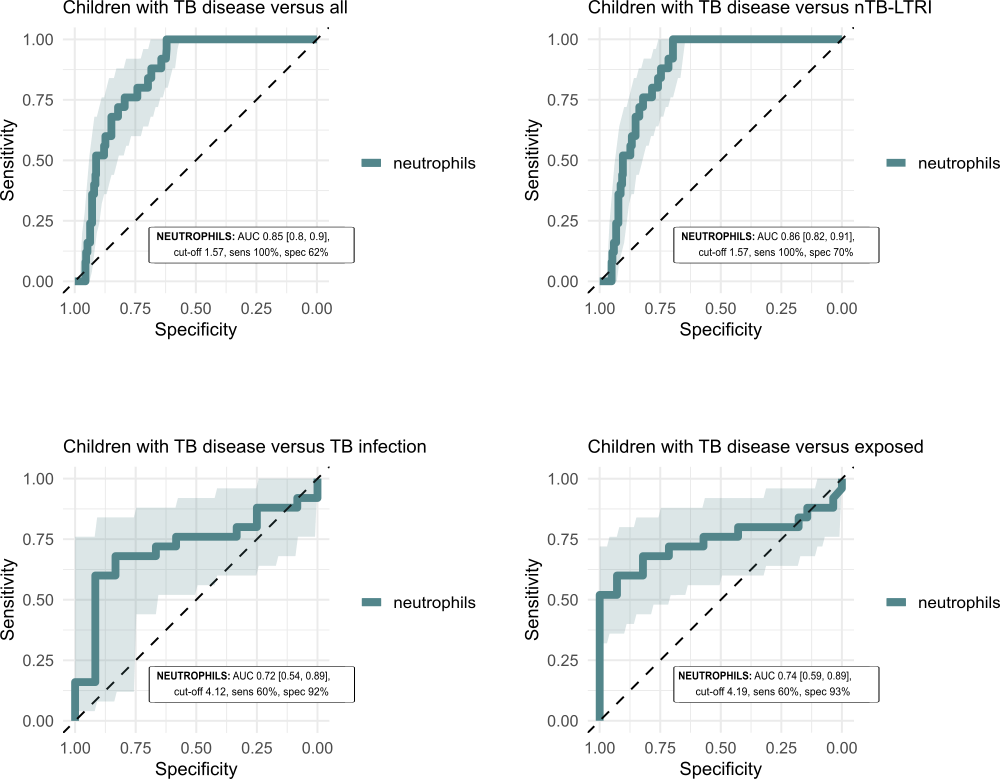 Children with TB disease versus all
1.00
0.75
0.50
0.25
0.00
Sensitivity
NEUTROPHILS: AUC 0.85 [0.8, 0.9],
cut-off 1.57, sens 100%, spec 62%
1.00 0.75 0.50 0.25 0.00
Specificity
neutrophils
Children with TB disease versus nTB-LTRI
1.00
0.75
0.50
0.25
0.00
Sensitivity
NEUTROPHILS: AUC 0.86 [0.82, 0.91],
cut-off 1.57, sens 100%, spec 70%
1.00 0.75 0.50 0.25 0.00
Specificity
neutrophils
Children with TB disease versus TB infection
1.00
0.75
0.50
0.25
0.00
Sensitivity
NEUTROPHILS: AUC 0.72 [0.54, 0.89],
cut-off 4.12, sens 60%, spec 92%
1.00 0.75 0.50 0.25 0.00
Specificity
neutrophils
Children with TB disease versus exposed
1.00
0.75
0.50
0.25
0.00
Sensitivity
NEUTROPHILS: AUC 0.74 [0.59, 0.89],
cut-off 4.19, sens 60%, spec 93%
1.00 0.75 0.50 0.25 0.00
Specificity
neutrophils